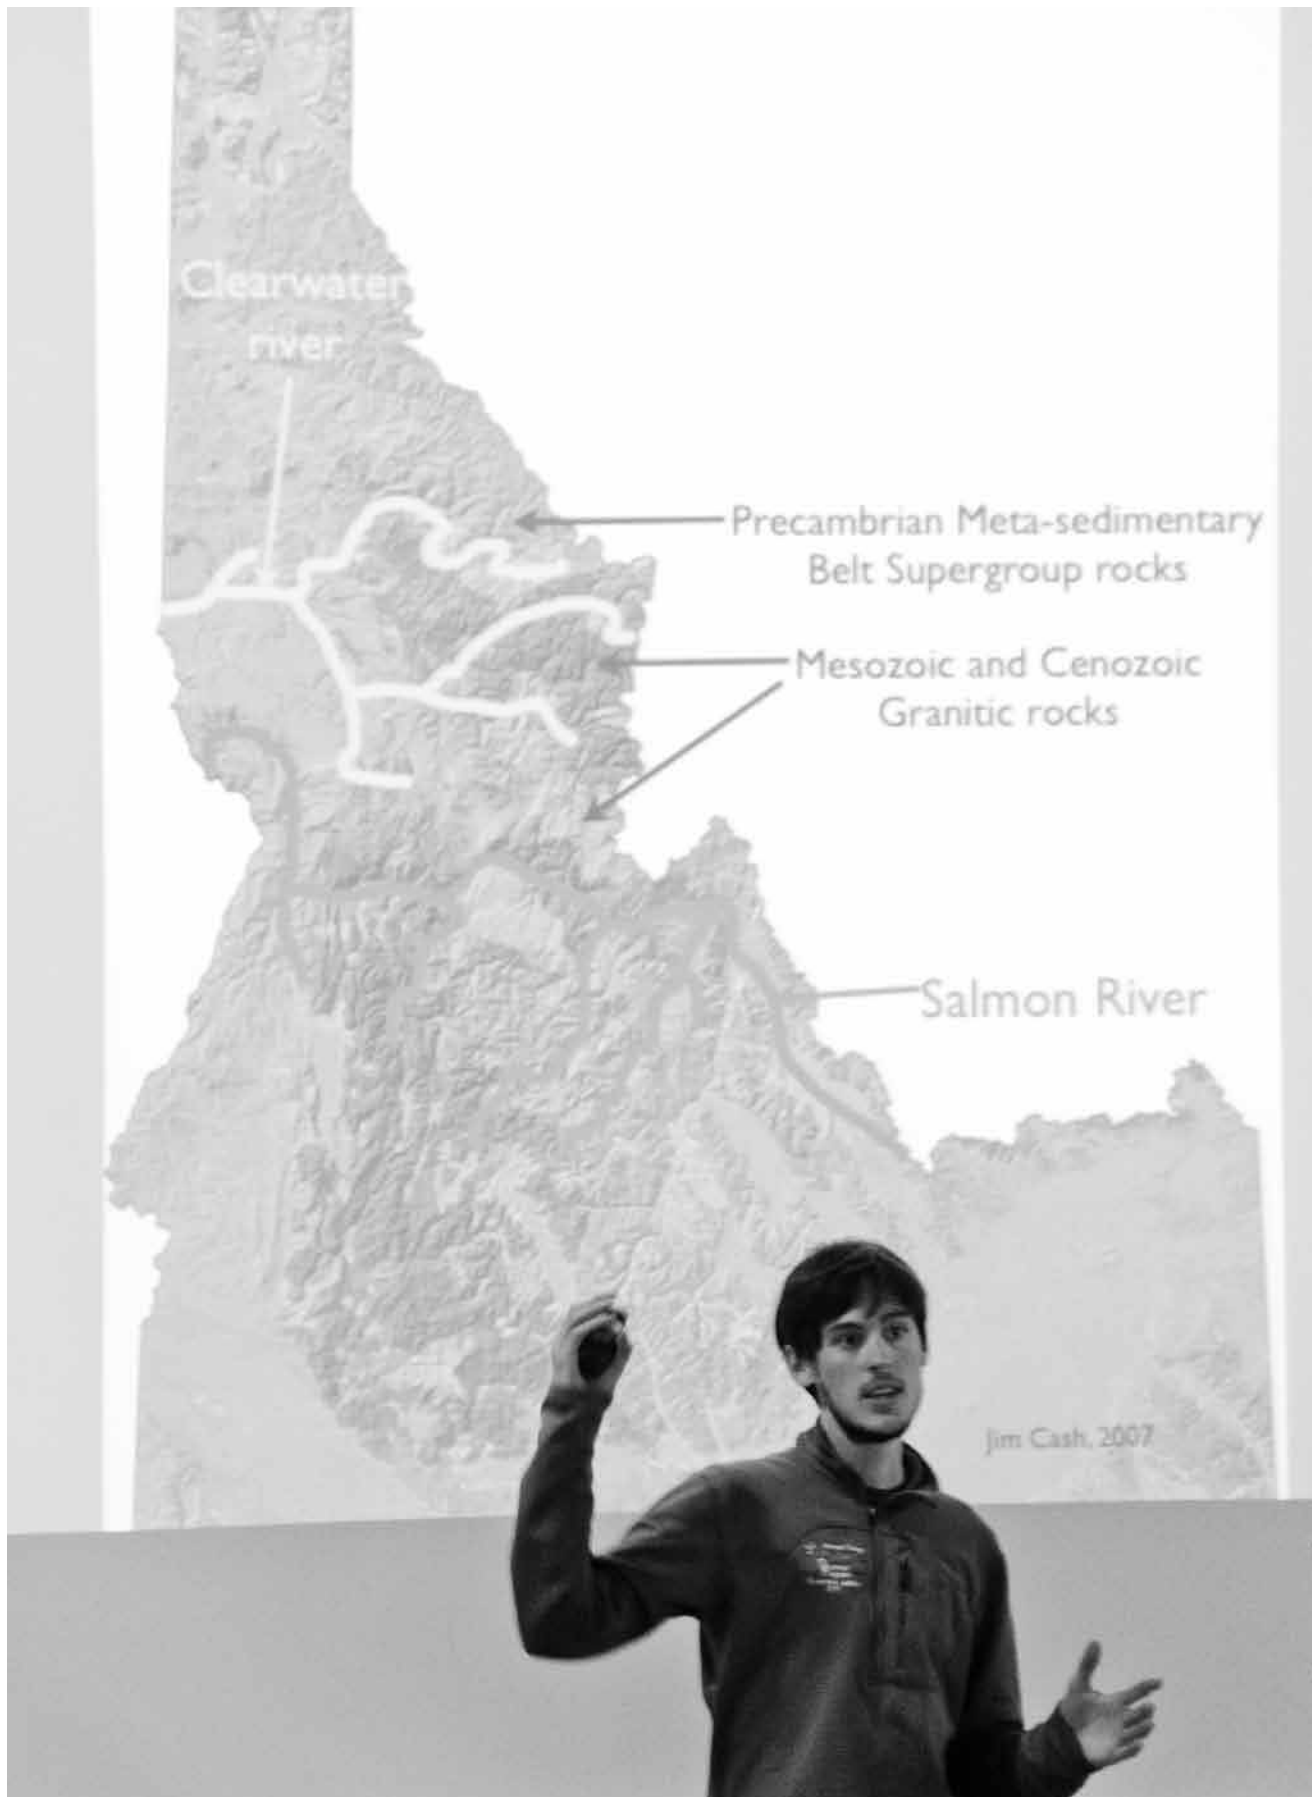 Clearwater
river
Precambrian Meta-sedimentary
Belt Supergroup rocks
Mesozoic and Cenozoic
Granitic rocks
Salmon River
Jim Cash, 2007